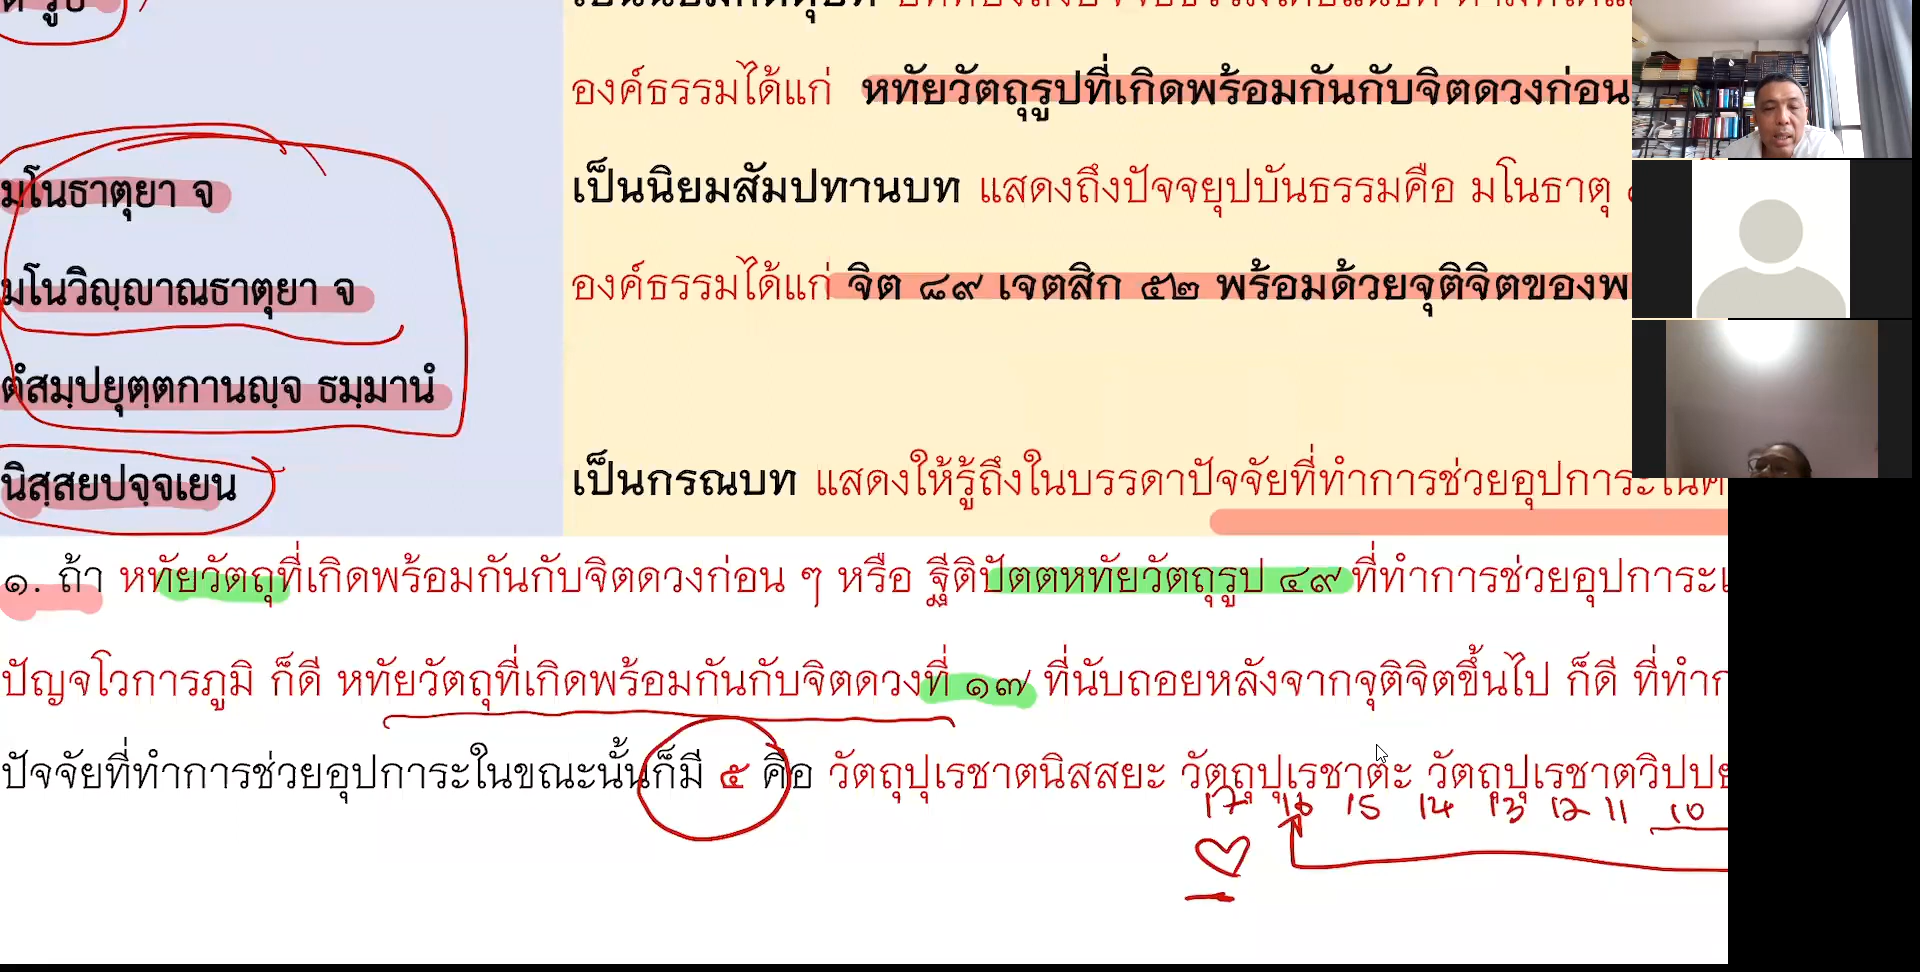 รูป
องค์ธรรมได้แก่ หทัยวัตถุรูปที่เกิดพร้อมกันกับจิตดวงก่อน
มโนธาตุยา จ
เป็นนิยมสัมปทานบท แสดงถึงปัจจยุปบันธรรมคือ มโนธาตุ
มโนวิญฺญาณธาตุยา จ
องค์ธรรมได้แก่ จิต ๘๙ เจตสิก ๕๒ พร้อมด้วยจุติจิตของพ
ตํสมฺปยุตฺตกานญฺจ ธมฺมานํ
นิสฺสยปจฺจเยน
เป็นกรณบท แสดงให้รู้ถึงในบรรดาปัจจัยที่ทำการช่วยอุปการะ
๑. ถ้า หทัยวัตถุที่เกิดพร้อมกันกับจิตดวงก่อน ๆ หรือ ฐีติปัตตหทัยวัตถุรูป ๔๙ ที่ทำการช่วยอุปการะ
ปัญจโวการภูมิ ก็ดี หทัยวัตถุที่เกิดพร้อมกันกับจิตดวงที่ ๑๗ ที่นับถอยหลังจากจุติจิตขึ้นไป ก็ดี ที่ทำก
ปัจจัยที่ทำการช่วยอุปการะในขณะนั้นก็มี ๕ คือ วัตถุปุเรชาตนิสสยะ วัตถุปุเรชาตะ วัตถุปุเรชาตวิปปย
17 16 15 14 13 12 11 10